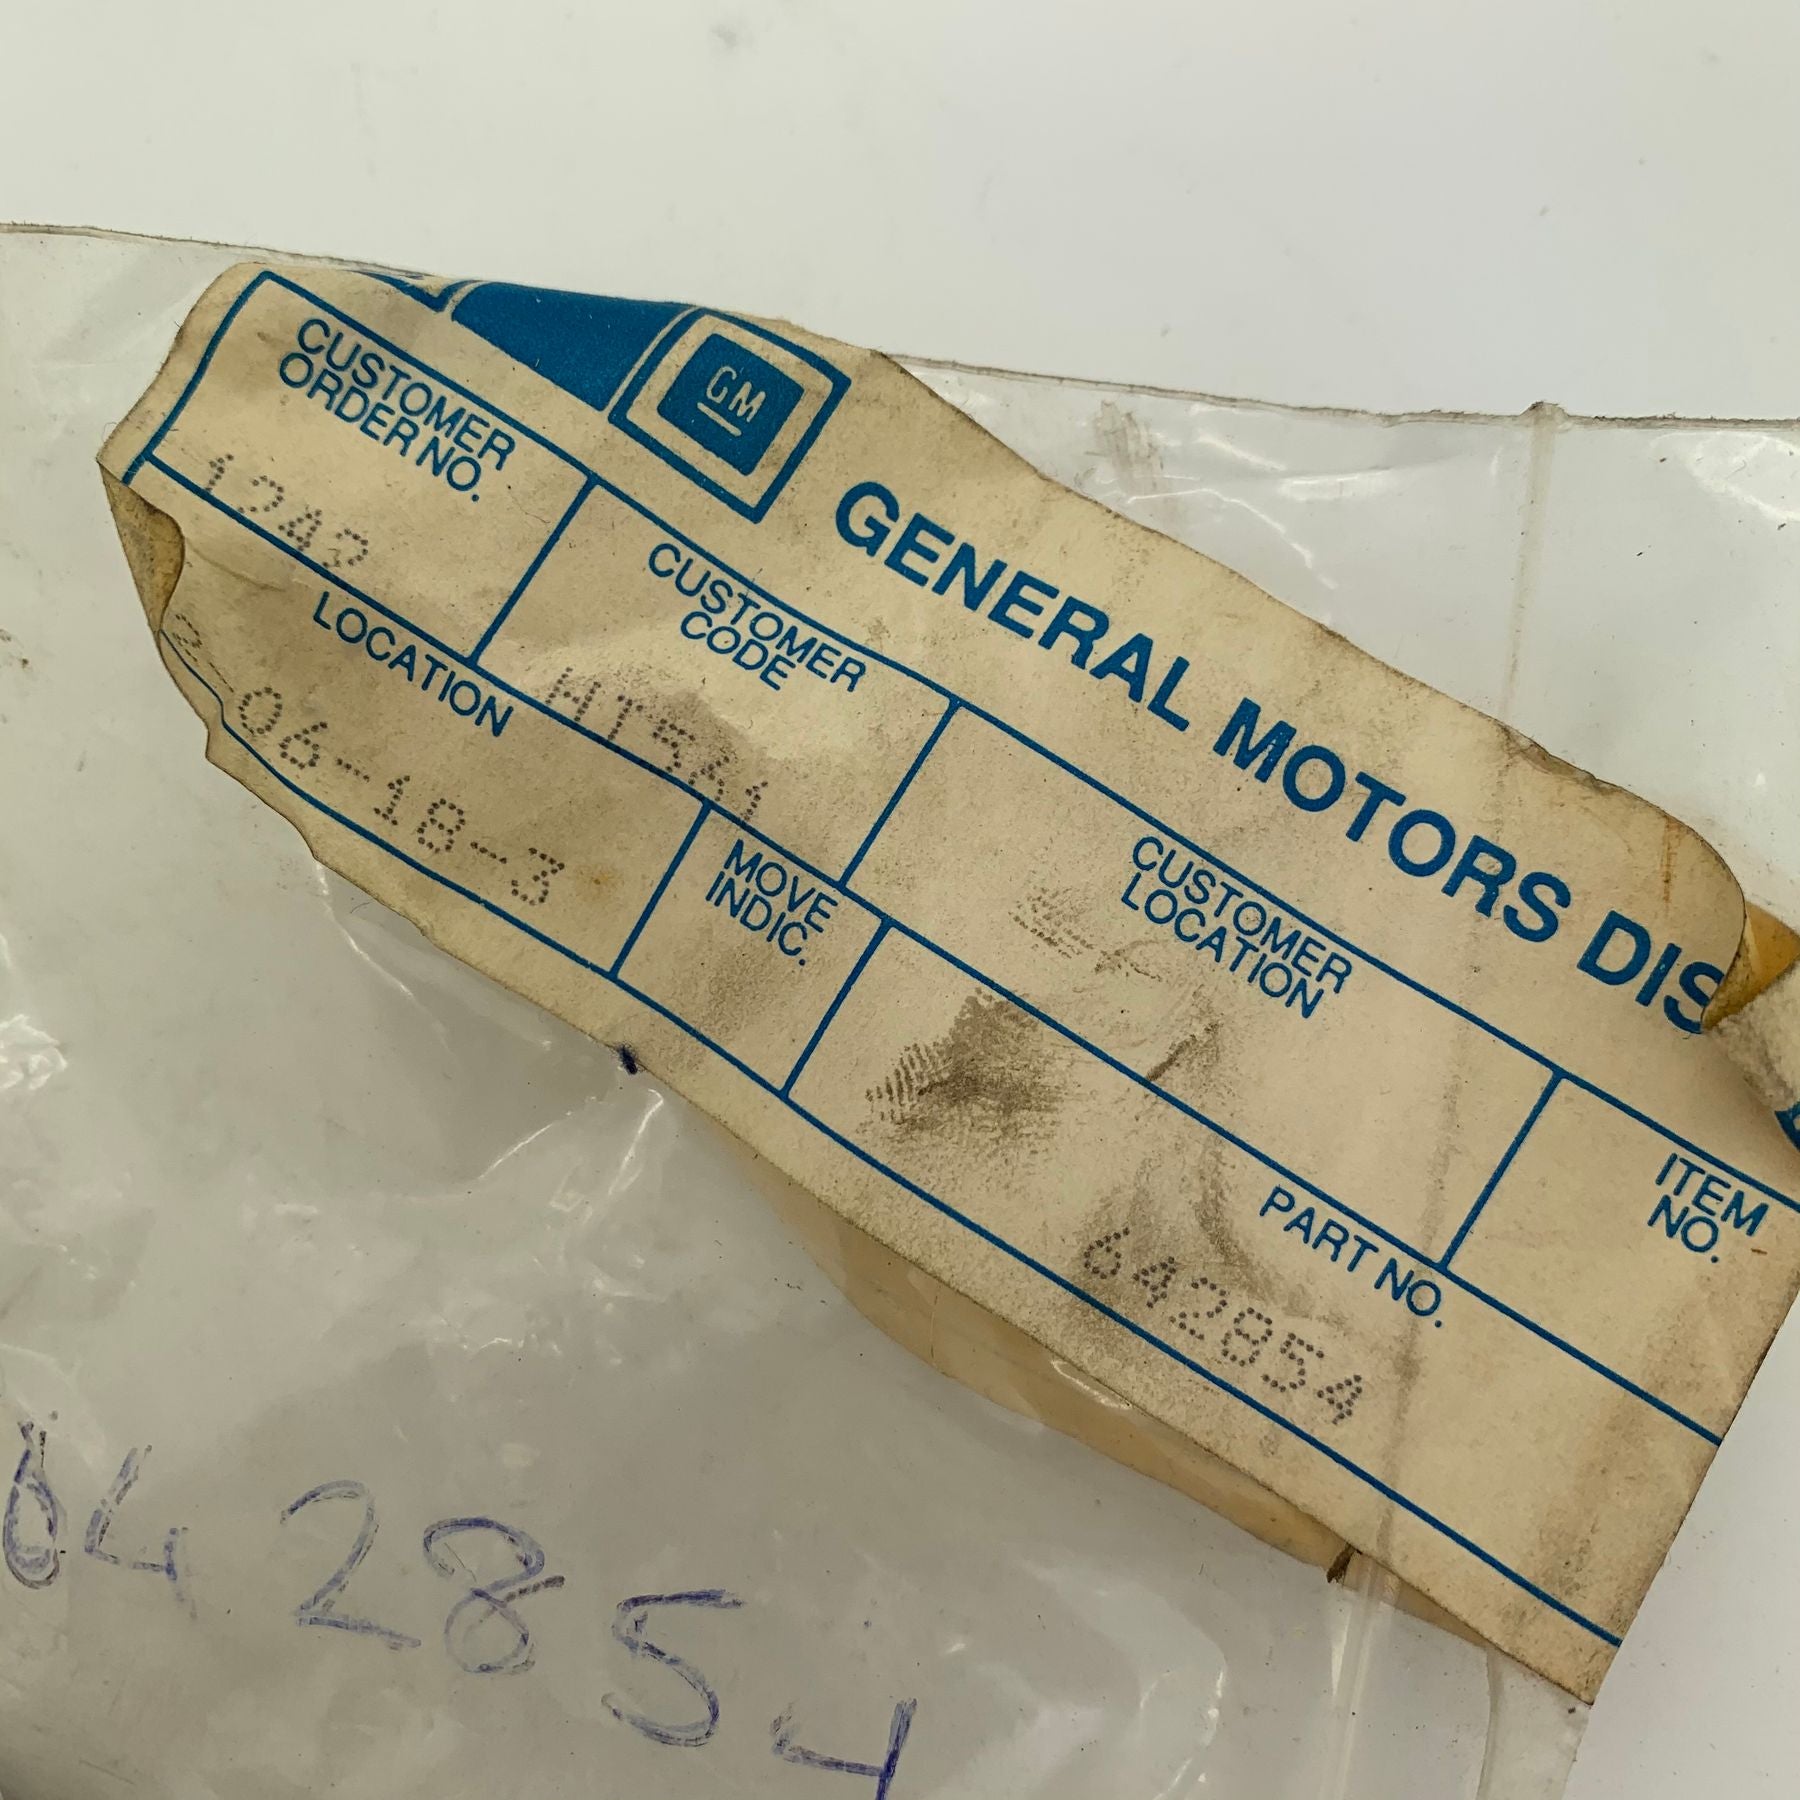 GM
GENERAL MOTORS DIS
CUSTOMER
ORDER NO.
CUSTOMER
CODE
CUSTOMER
LOCATION
ITEM
NO.
LOCATION
MOVE
INDIC.
PART NO.
06-18-3
642854
642854